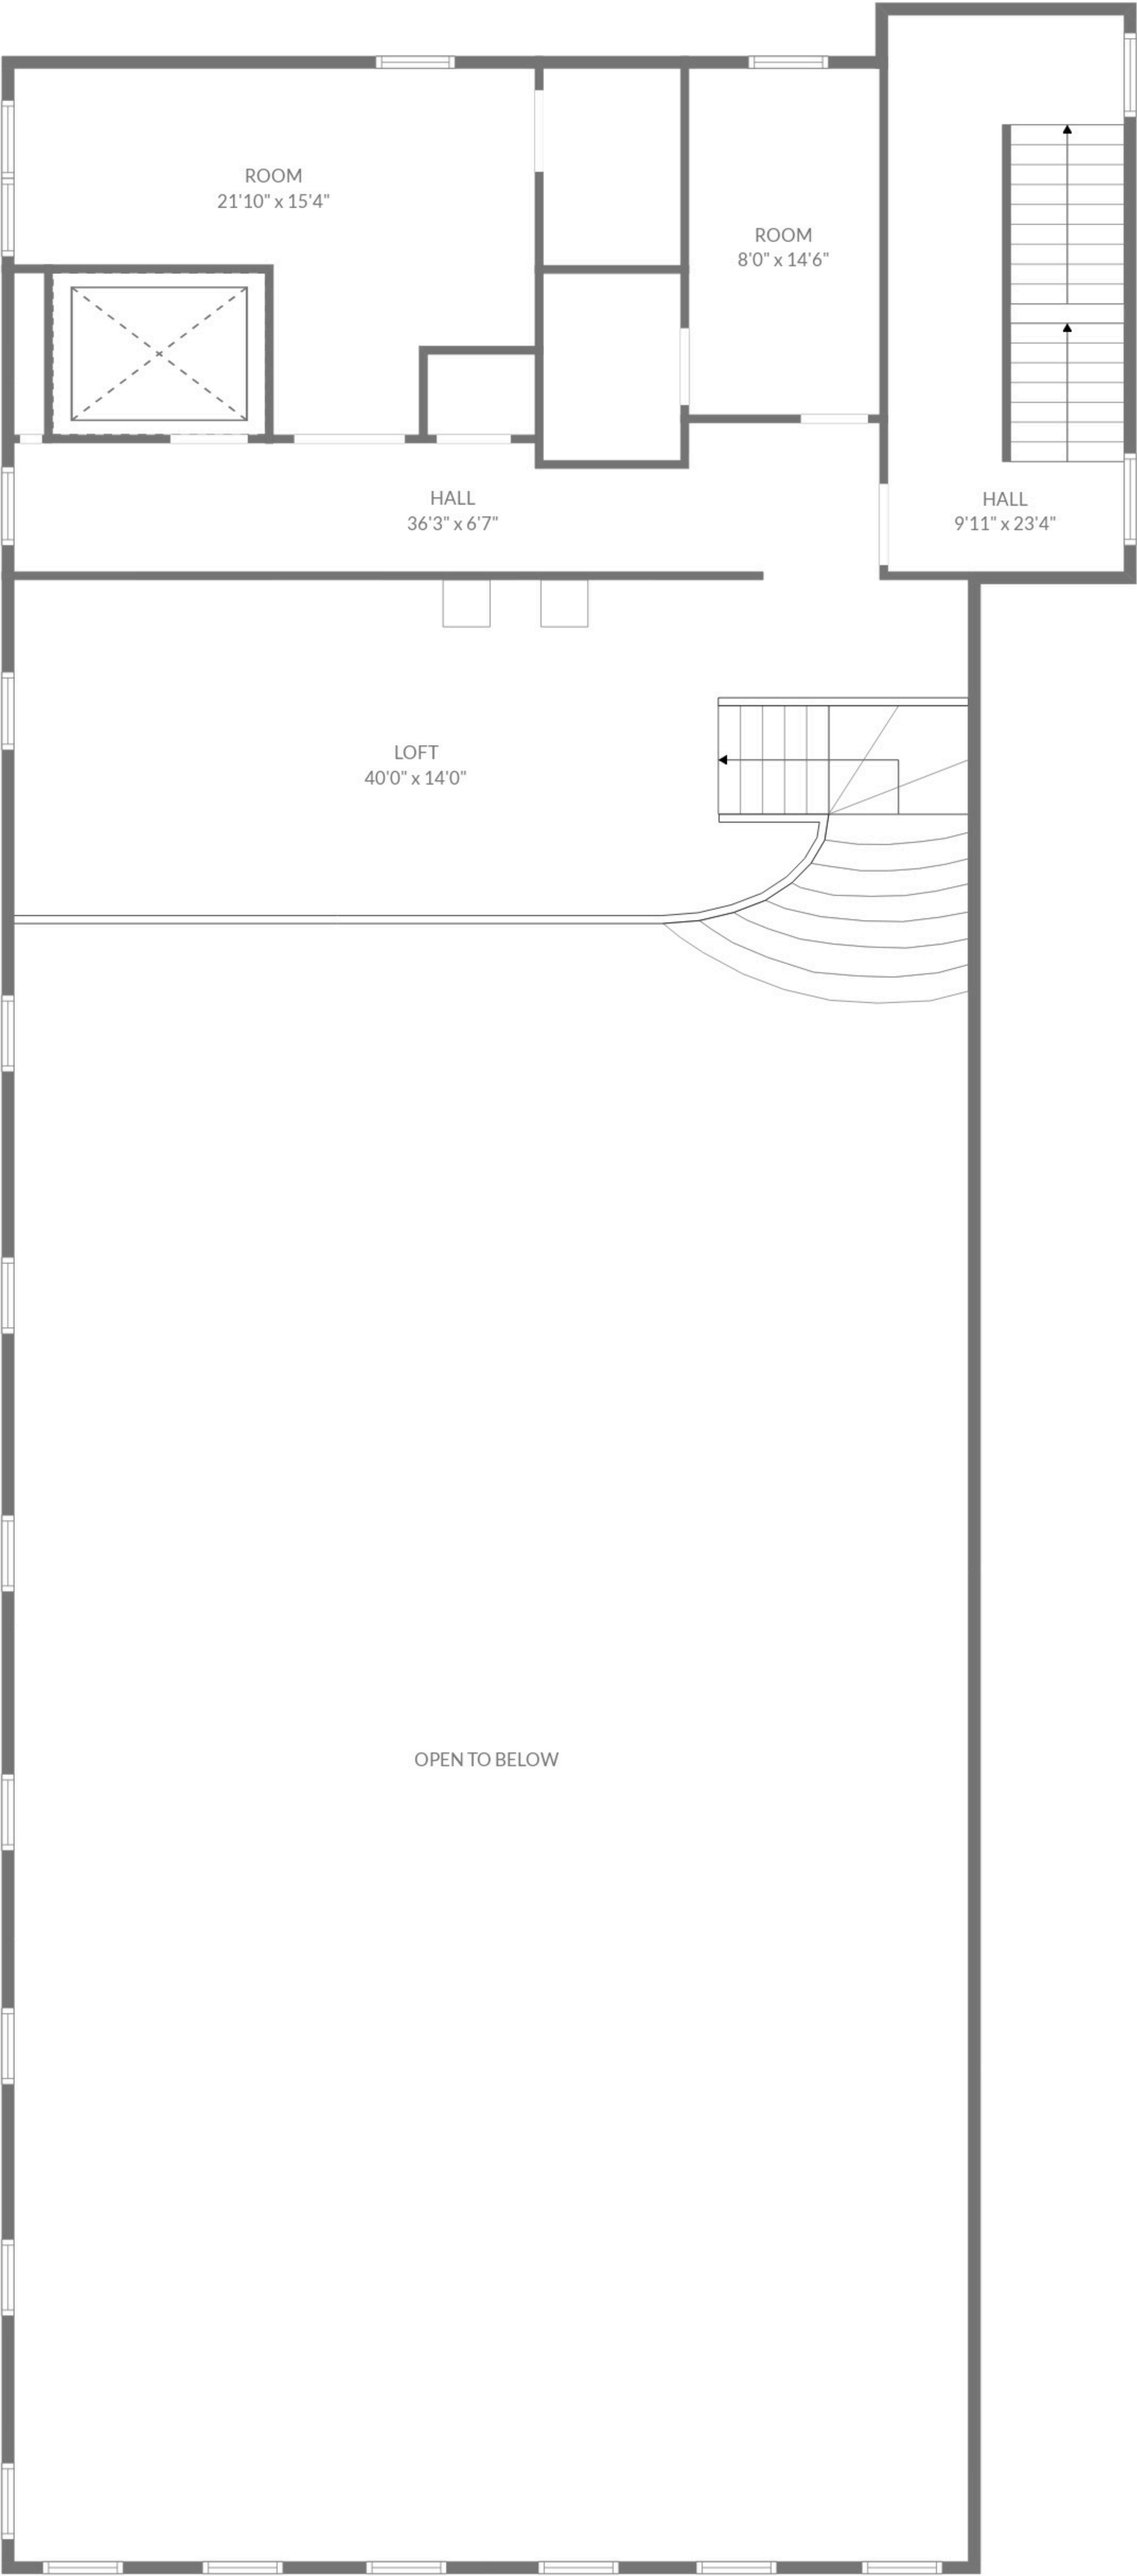 ROOM
21'10" x 15'4"
ROOM
8'0" x 14'6"
HALL
36'3" x 6'7"
HALL
9'11" x 23'4"
LOFT
40'0" x 14'0"
OPEN TO BELOW